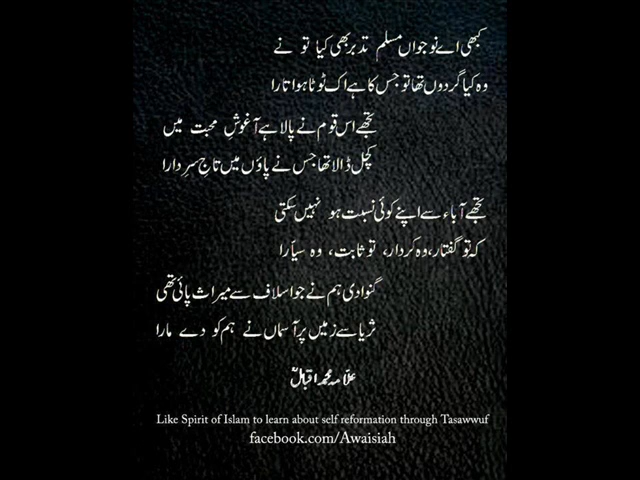 کبھی اے نوجواں مسلم تدبر بھی کیا تو نے
وہ کیا گردوں تھا تو جس کا ہے اک ٹوٹا ہوا تارا
تجھے اس قوم نے پالا ہے آغوشِ محبت میں
کچل ڈالا تھا جس نے پاؤں میں تاجِ سرِ دارا
تجھے آباء سے اپنے کوئی نسبت ہو نہیں سکتی
کہ تو گفتار، وہ کردار، تو ثابت، وہ سیّارا
گنوا دی ہم نے جو اسلاف سے میراث پائی تھی
ثریا سے زمیں پر آسماں نے ہم کو دے مارا
علامہ محمد اقبالؒ
Like Spirit of Islam to learn about self reformation through Tasawwuf
facebook.com/Awaisiah